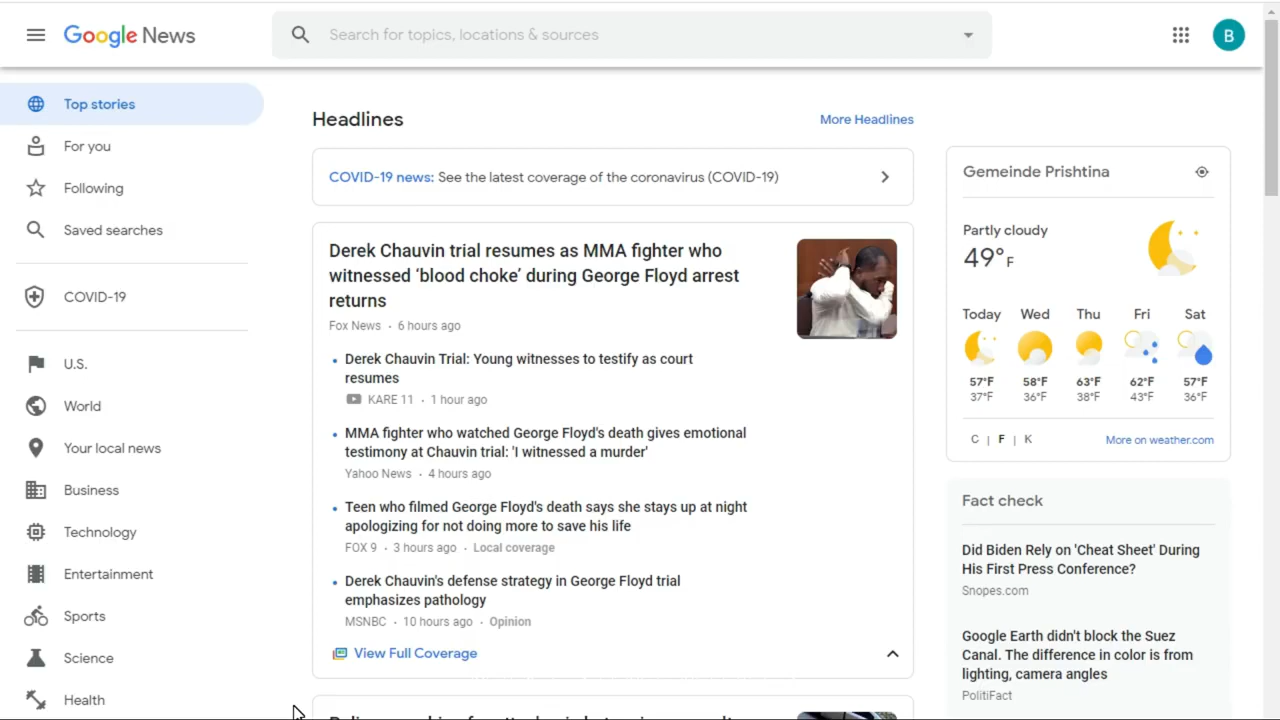 Google News
Search for topics, locations & sources
B
Top stories
For you
Following
Saved searches
COVID-19
U.S.
World
Your local news
Business
Technology
Entertainment
Sports
Science
Health
Headlines
More Headlines
COVID-19 news: See the latest coverage of the coronavirus (COVID-19)
Derek Chauvin trial resumes as MMA fighter who
witnessed ‘blood choke’ during George Floyd arrest
returns
Fox News · 6 hours ago
Derek Chauvin Trial: Young witnesses to testify as court
resumes
KARE 11 · 1 hour ago
MMA fighter who watched George Floyd's death gives emotional
testimony at Chauvin trial: 'I witnessed a murder'
Yahoo News · 4 hours ago
Teen who filmed George Floyd's death says she stays up at night
apologizing for not doing more to save his life
FOX 9 · 3 hours ago · Local coverage
Derek Chauvin's defense strategy in George Floyd trial
emphasizes pathology
MSNBC · 10 hours ago · Opinion
View Full Coverage
Gemeinde Prishtina
Partly cloudy
49° F
Today Wed Thu Fri Sat
57°F 58°F 63°F 62°F 57°F
37°F 36°F 38°F 43°F 36°F
C | F | K
More on weather.com
Fact check
Did Biden Rely on 'Cheat Sheet' During
His First Press Conference?
Snopes.com
Google Earth didn't block the Suez
Canal. The difference in color is from
lighting, camera angles
PolitiFact